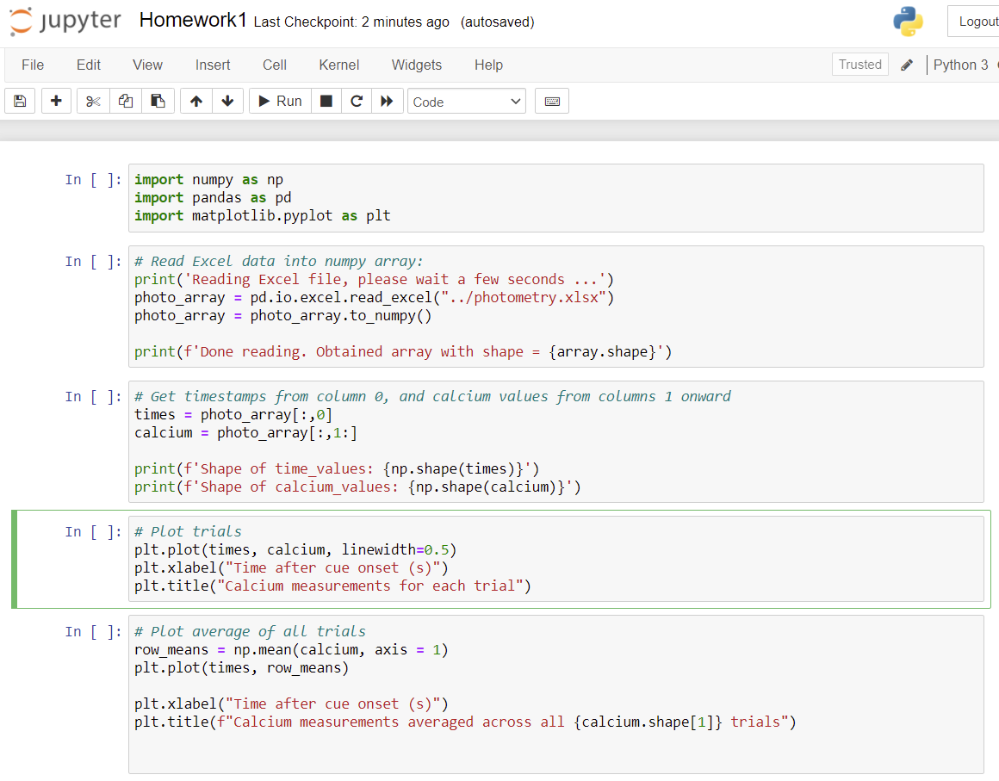 jupyter Homework1 Last Checkpoint: 2 minutes ago (autosaved) Logout
File Edit View Insert Cell Kernel Widgets Help Trusted Python 3
Run Code
In [ ]: import numpy as np
import pandas as pd
import matplotlib.pyplot as plt
In [ ]: # Read Excel data into numpy array:
print('Reading Excel file, please wait a few seconds ...')
photo_array = pd.io.excel.read_excel("../photometry.xlsx")
photo_array = photo_array.to_numpy()
print(f'Done reading. Obtained array with shape = {array.shape}')
In [ ]: # Get timestamps from column 0, and calcium values from columns 1 onward
times = photo_array[:,0]
calcium = photo_array[:,1:]
print(f'Shape of time_values: {np.shape(times)}')
print(f'Shape of calcium_values: {np.shape(calcium)}')
In [ ]: # Plot trials
plt.plot(times, calcium, linewidth=0.5)
plt.xlabel("Time after cue onset (s)")
plt.title("Calcium measurements for each trial")
In [ ]: # Plot average of all trials
row_means = np.mean(calcium, axis = 1)
plt.plot(times, row_means)
plt.xlabel("Time after cue onset (s)")
plt.title(f"Calcium measurements averaged across all {calcium.shape[1]} trials")